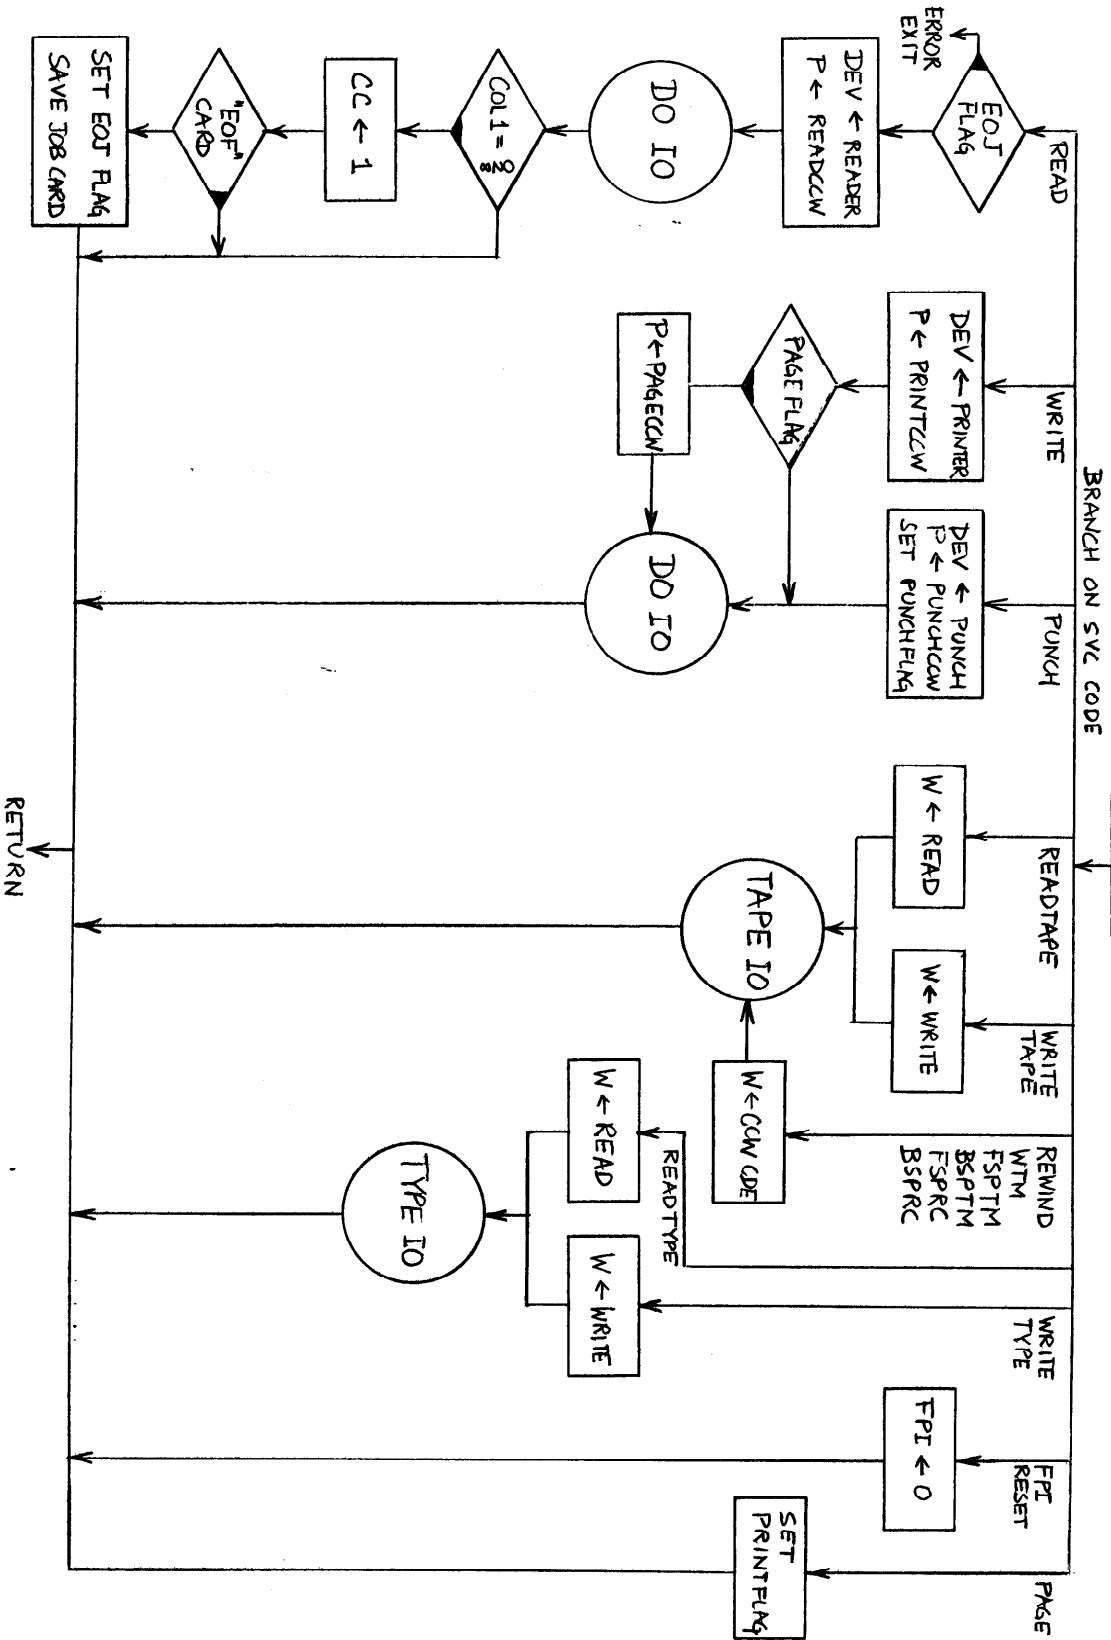 BRANCH ON SVC CODE
READ
WRITE
PUNCH
READTAPE
WRITE
TAPE
REWIND
WTM
FSPTM
BSPTM
FSPRC
BSPRC
WRITE
TYPE
FPI
RESET
PAGE
EOJ
FLAG
ERROR
EXIT
DEV ← READER
P ← READCCW
DO IO
COL 1 =
CC ← 1
"EOF"
CARD
SET EOJ FLAG
SAVE JOB CARD
DEV ← PRINTER
P ← PRINTCCW
PAGE FLAG
P ← PAGECCW
DEV ← PUNCH
P ← PUNCHCCW
SET PUNCHFLAG
DO IO
W ← READ
W ← WRITE
TAPE IO
W ← CCW CDE
READTYPE
W ← READ
W ← WRITE
TYPE IO
FPI ← 0
SET
PRINTFLAG
RETURN